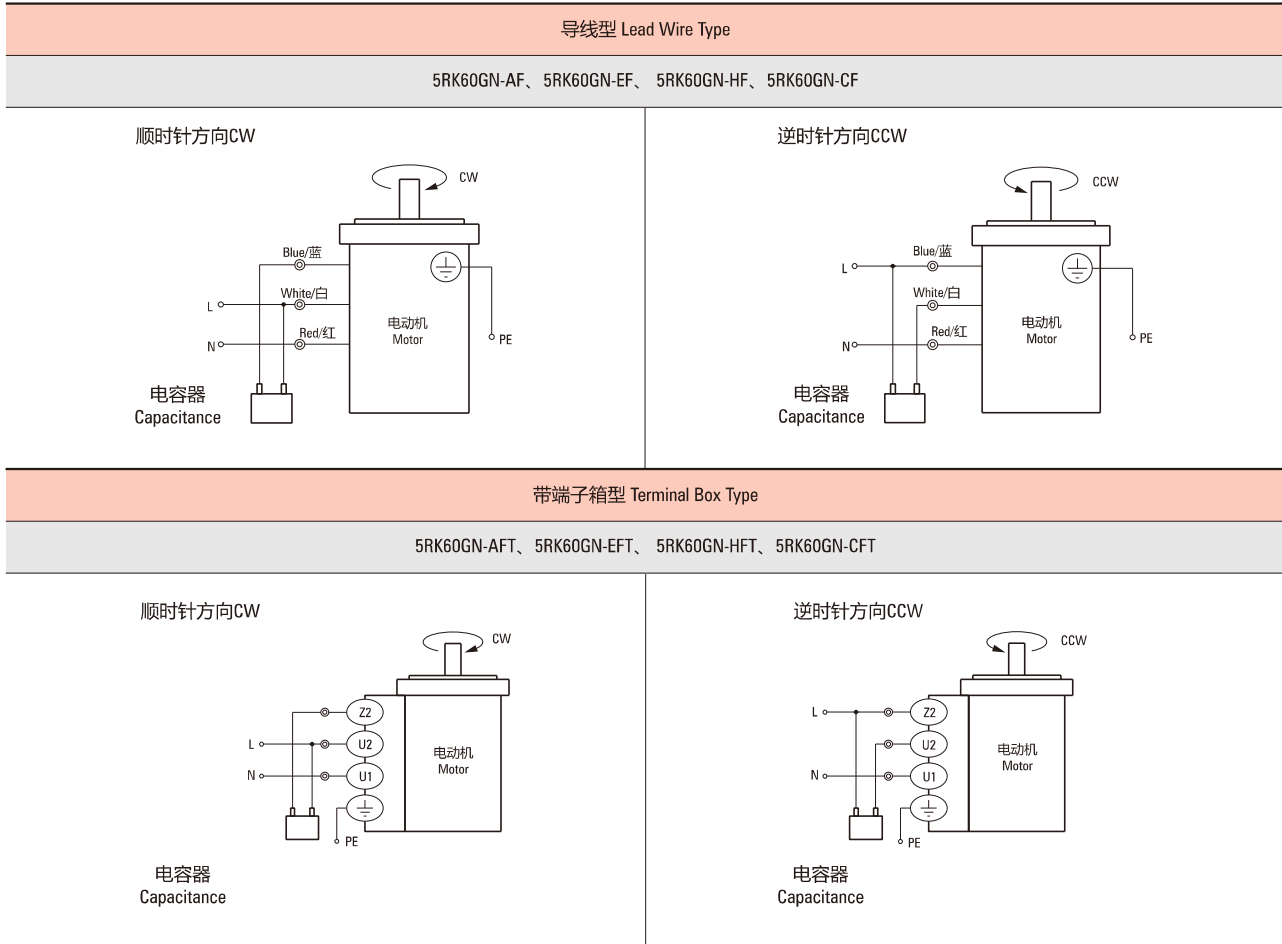 导线型 Lead Wire Type
5RK60GN-AF、5RK60GN-EF、 5RK60GN-HF、5RK60GN-CF
顺时针方向CW
CW
Blue/蓝
White/白
L
Red/红
N
电动机
Motor
PE
电容器
Capacitance
逆时针方向CCW
CCW
Blue/蓝
L
White/白
Red/红
N
电动机
Motor
PE
电容器
Capacitance
带端子箱型 Terminal Box Type
5RK60GN-AFT、5RK60GN-EFT、 5RK60GN-HFT、5RK60GN-CFT
顺时针方向CW
CW
Z2
L
U2
N
U1
电动机
Motor
PE
电容器
Capacitance
逆时针方向CCW
CCW
L
Z2
U2
N
U1
电动机
Motor
PE
电容器
Capacitance